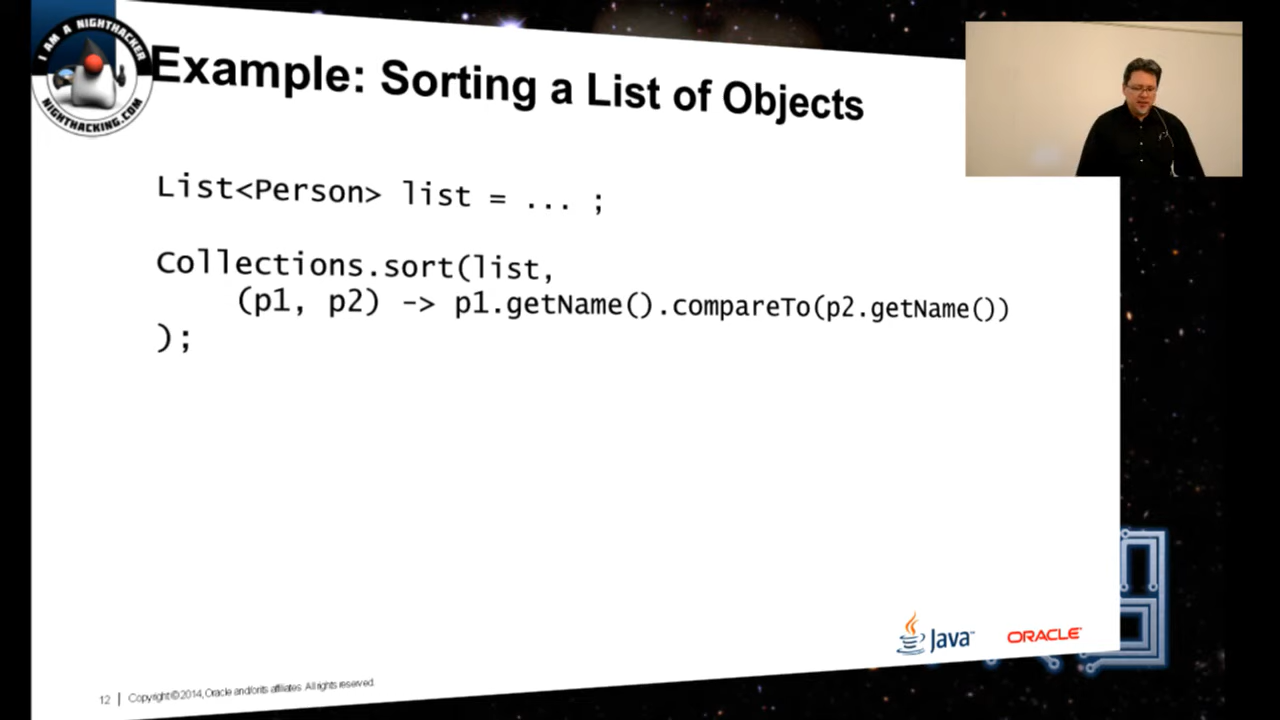 I AM A NIGHTHACKER
NIGHTHACKING.COM
Example: Sorting a List of Objects
List<Person> list = ... ;
Collections.sort(list,
(p1, p2) -> p1.getName().compareTo(p2.getName())
);
Java™
ORACLE®
12 | Copyright © 2014, Oracle and/or its affiliates. All rights reserved.